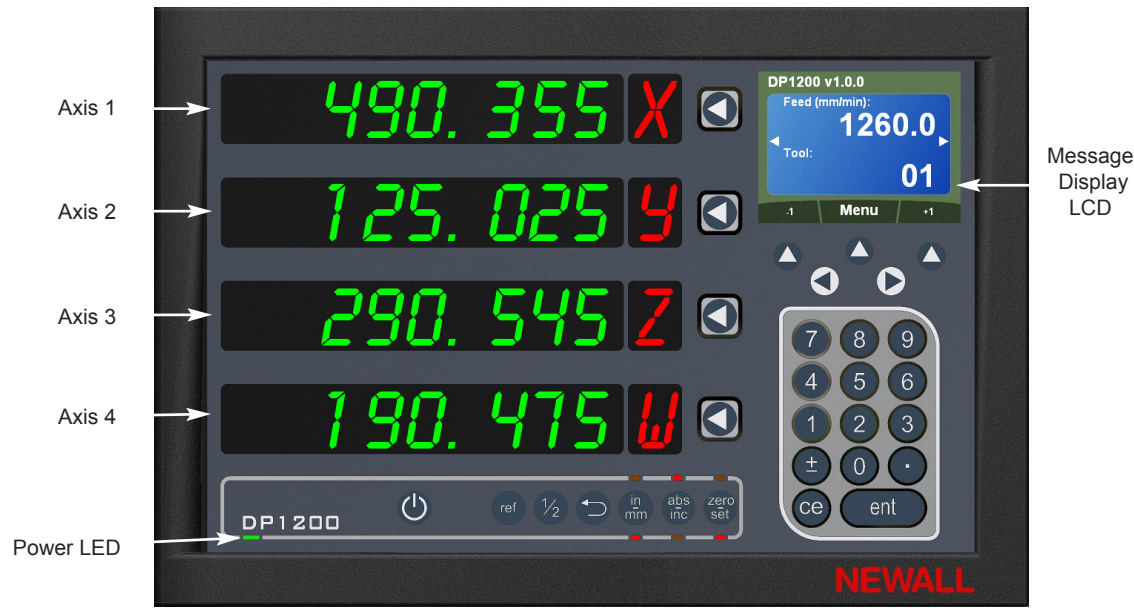 Axis 1
490. 355 X
Axis 2
125. 025 Y
Axis 3
290. 545 Z
Axis 4
190. 475 W
DP1200 v1.0.0
Feed (mm/min):
1260.0
Tool:
01
-1 Menu +1
Message
Display
LCD
7 8 9
4 5 6
1 2 3
± 0 .
ce ent
ref 1/2 in
mm abs
inc zero
set
DP1200
Power LED
NEWALL